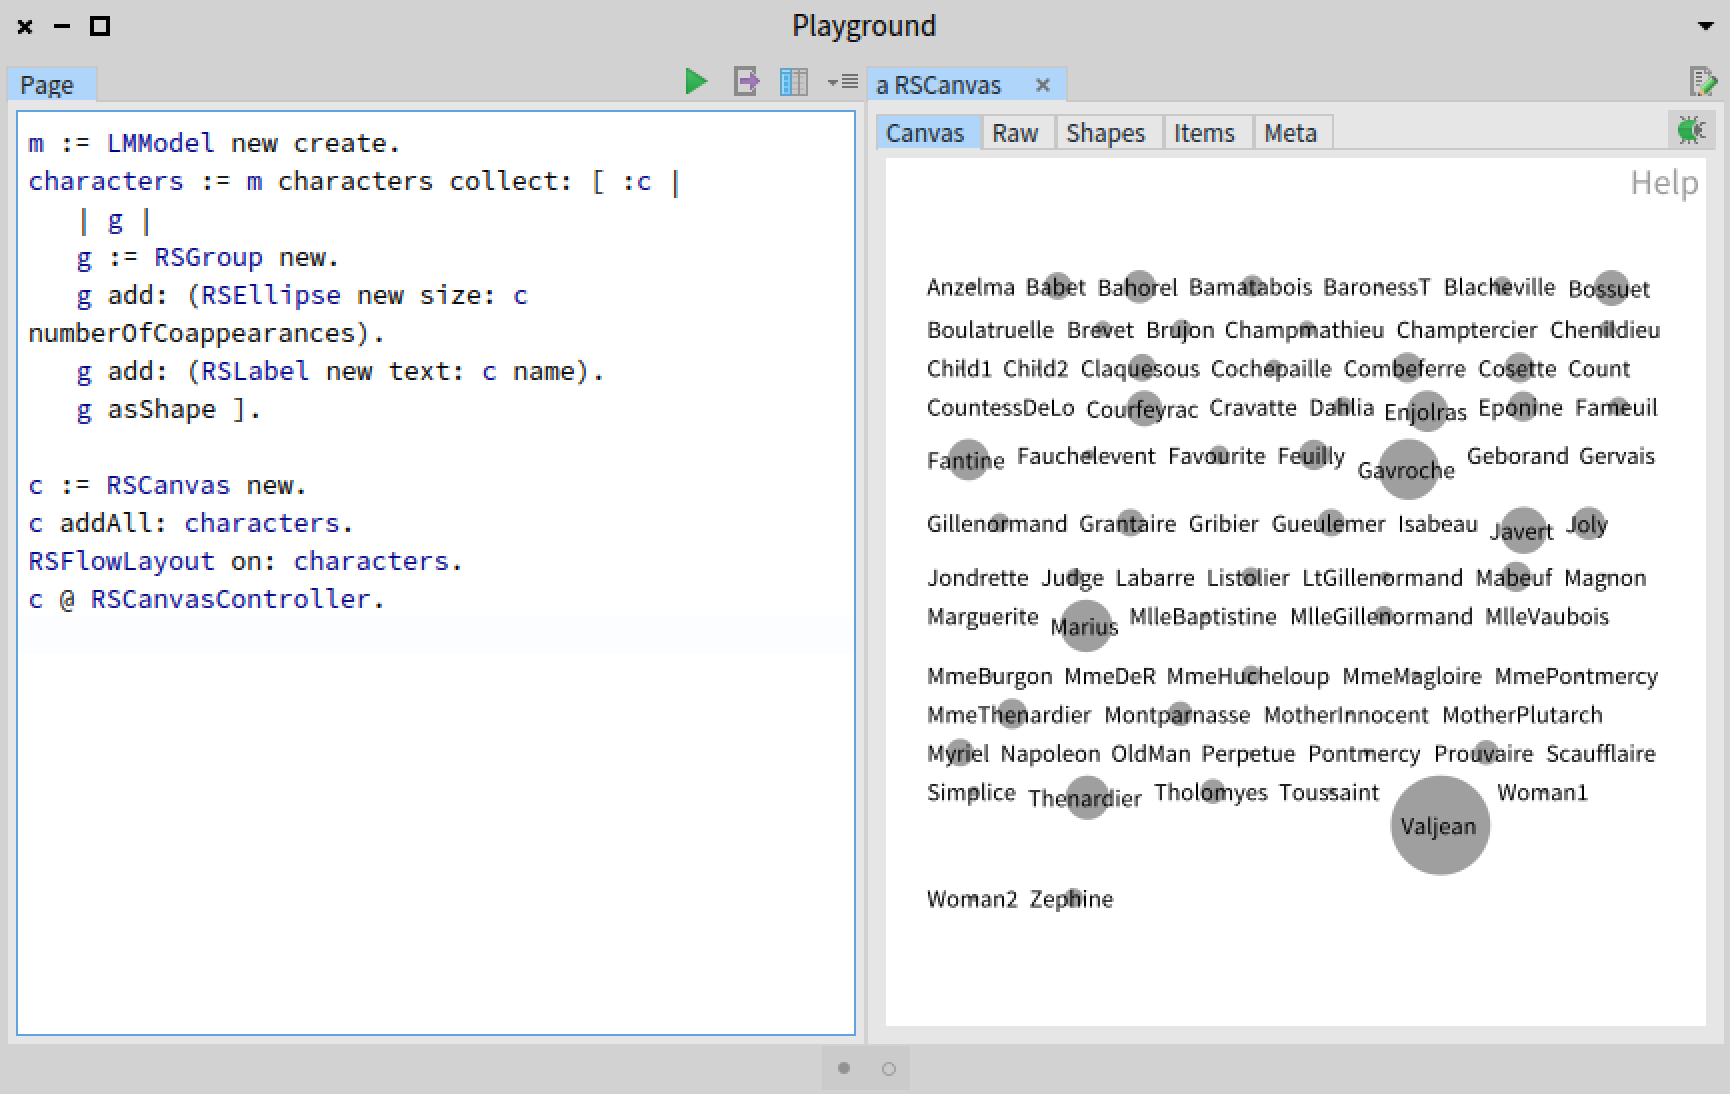 Playground
Page
a RSCanvas
Canvas Raw Shapes Items Meta
m := LMModel new create.
characters := m characters collect: [ :c |
| g |
g := RSGroup new.
g add: (RSEllipse new size: c
numberOfCoappearances).
g add: (RSLabel new text: c name).
g asShape ].
c := RSCanvas new.
c addAll: characters.
RSFlowLayout on: characters.
c @ RSCanvasController.
Help
Anzelma Babet Bahorel Bamatabois BaronessT Blacheville Bossuet
Boulatruelle Brevet Brujon Champmathieu Champtercier Chenildieu
Child1 Child2 Claquesous Cochepaille Combeferre Cosette Count
CountessDeLo Courfeyrac Cravatte Dahlia Enjolras Eponine Fameuil
Fantine Fauchelevent Favourite Feuilly Gavroche Geborand Gervais
Gillenormand Grantaire Gribier Gueulemer Isabeau Javert Joly
Jondrette Judge Labarre Listolier LtGillenormand Mabeuf Magnon
Marguerite Marius MlleBaptistine MlleGillenormand MlleVaubois
MmeBurgon MmeDeR MmeHucheloup MmeMagloire MmePontmercy
MmeThenardier Montparnasse MotherInnocent MotherPlutarch
Myriel Napoleon OldMan Perpetue Pontmercy Prouvaire Scaufflaire
Simplice Thenardier Tholomyes Toussaint Valjean Woman1
Woman2 Zephine